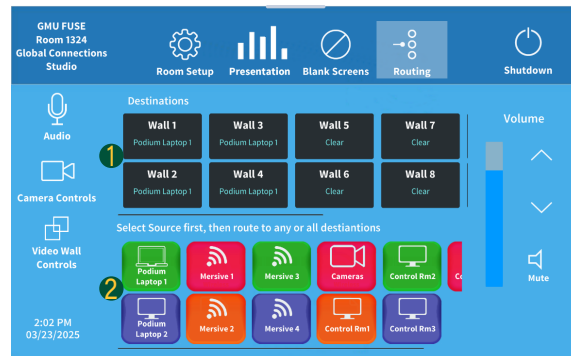 GMU FUSE
Room 1324
Global Connections
Studio
Room Setup
Presentation
Blank Screens
Routing
Shutdown
Audio
Camera Controls
Video Wall
Controls
2:02 PM
03/23/2025
Destinations
1
Wall 1
Podium Laptop 1
Wall 3
Podium Laptop 1
Wall 5
Clear
Wall 7
Clear
Wall 2
Podium Laptop 1
Wall 4
Podium Laptop 1
Wall 6
Clear
Wall 8
Clear
Select Source first, then route to any or all destiantions
2
Podium
Laptop 1
Mersive 1
Mersive 3
Cameras
Control Rm2
Co
Podium
Laptop 2
Mersive 2
Mersive 4
Control Rm1
Control Rm3
Volume
Mute